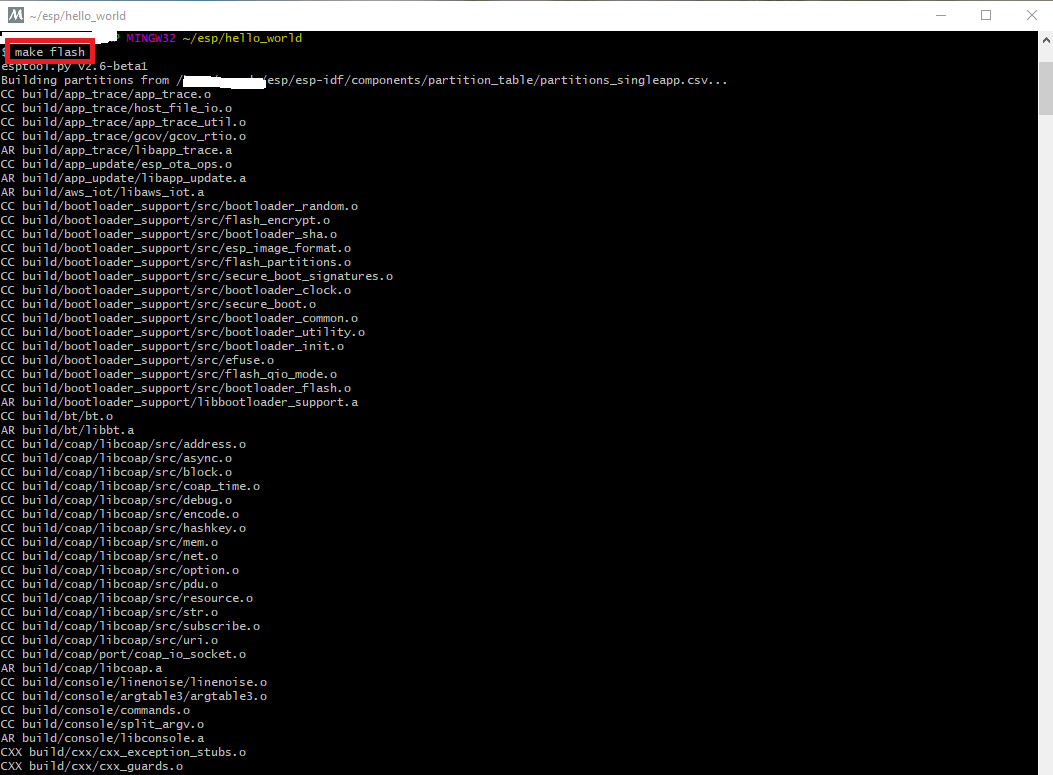 ~/esp/hello_world
MINGW32 ~/esp/hello_world
$ make flash
esptool.py v2.6-beta1
Building partitions from /esp/esp-idf/components/partition_table/partitions_singleapp.csv...
CC build/app_trace/app_trace.o
CC build/app_trace/host_file_io.o
CC build/app_trace/app_trace_util.o
CC build/app_trace/gcov/gcov_rtio.o
AR build/app_trace/libapp_trace.a
CC build/app_update/esp_ota_ops.o
AR build/app_update/libapp_update.a
AR build/aws_iot/libaws_iot.a
CC build/bootloader_support/src/bootloader_random.o
CC build/bootloader_support/src/flash_encrypt.o
CC build/bootloader_support/src/bootloader_sha.o
CC build/bootloader_support/src/esp_image_format.o
CC build/bootloader_support/src/flash_partitions.o
CC build/bootloader_support/src/secure_boot_signatures.o
CC build/bootloader_support/src/bootloader_clock.o
CC build/bootloader_support/src/secure_boot.o
CC build/bootloader_support/src/bootloader_common.o
CC build/bootloader_support/src/bootloader_utility.o
CC build/bootloader_support/src/bootloader_init.o
CC build/bootloader_support/src/efuse.o
CC build/bootloader_support/src/flash_qio_mode.o
CC build/bootloader_support/src/bootloader_flash.o
AR build/bootloader_support/libbootloader_support.a
CC build/bt/bt.o
AR build/bt/libbt.a
CC build/coap/libcoap/src/address.o
CC build/coap/libcoap/src/async.o
CC build/coap/libcoap/src/block.o
CC build/coap/libcoap/src/coap_time.o
CC build/coap/libcoap/src/debug.o
CC build/coap/libcoap/src/encode.o
CC build/coap/libcoap/src/hashkey.o
CC build/coap/libcoap/src/mem.o
CC build/coap/libcoap/src/net.o
CC build/coap/libcoap/src/option.o
CC build/coap/libcoap/src/pdu.o
CC build/coap/libcoap/src/resource.o
CC build/coap/libcoap/src/str.o
CC build/coap/libcoap/src/subscribe.o
CC build/coap/libcoap/src/uri.o
CC build/coap/port/coap_io_socket.o
AR build/coap/libcoap.a
CC build/console/linenoise/linenoise.o
CC build/console/argtable3/argtable3.o
CC build/console/commands.o
CC build/console/split_argv.o
AR build/console/libconsole.a
CXX build/cxx/cxx_exception_stubs.o
CXX build/cxx/cxx_guards.o